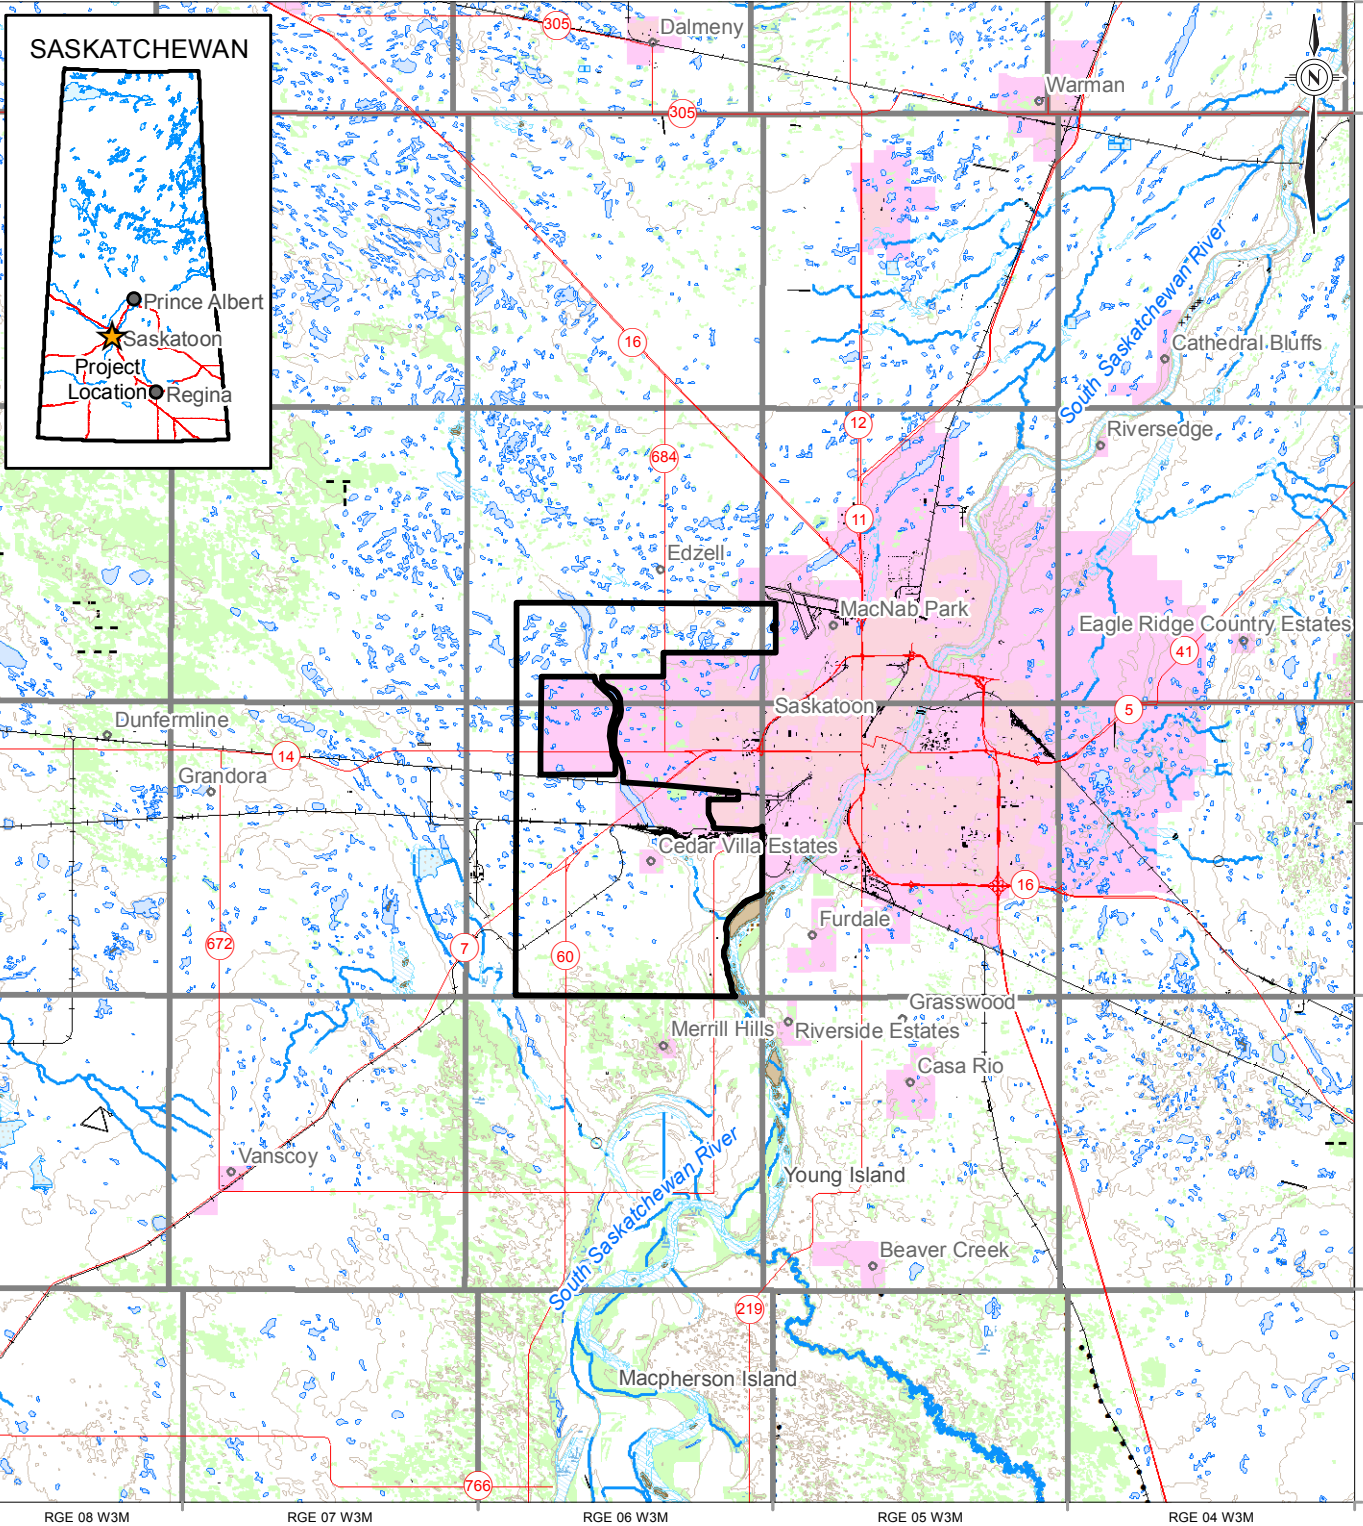 SASKATCHEWAN
Prince Albert
Saskatoon
Project
Location
Regina
N
305
Dalmeny
Warman
305
16
South Saskatchewan River
Cathedral Bluffs
12
Riversedge
684
11
Edzell
MacNab Park
Eagle Ridge Country Estates
41
Saskatoon
5
Dunfermline
14
Grandora
Cedar Villa Estates
16
Furdale
672
7
60
Grasswood
Merrill Hills
Riverside Estates
Casa Rio
Vanscoy
South Saskatchewan River
Young Island
Beaver Creek
219
Macpherson Island
766
RGE 08 W3M
RGE 07 W3M
RGE 06 W3M
RGE 05 W3M
RGE 04 W3M